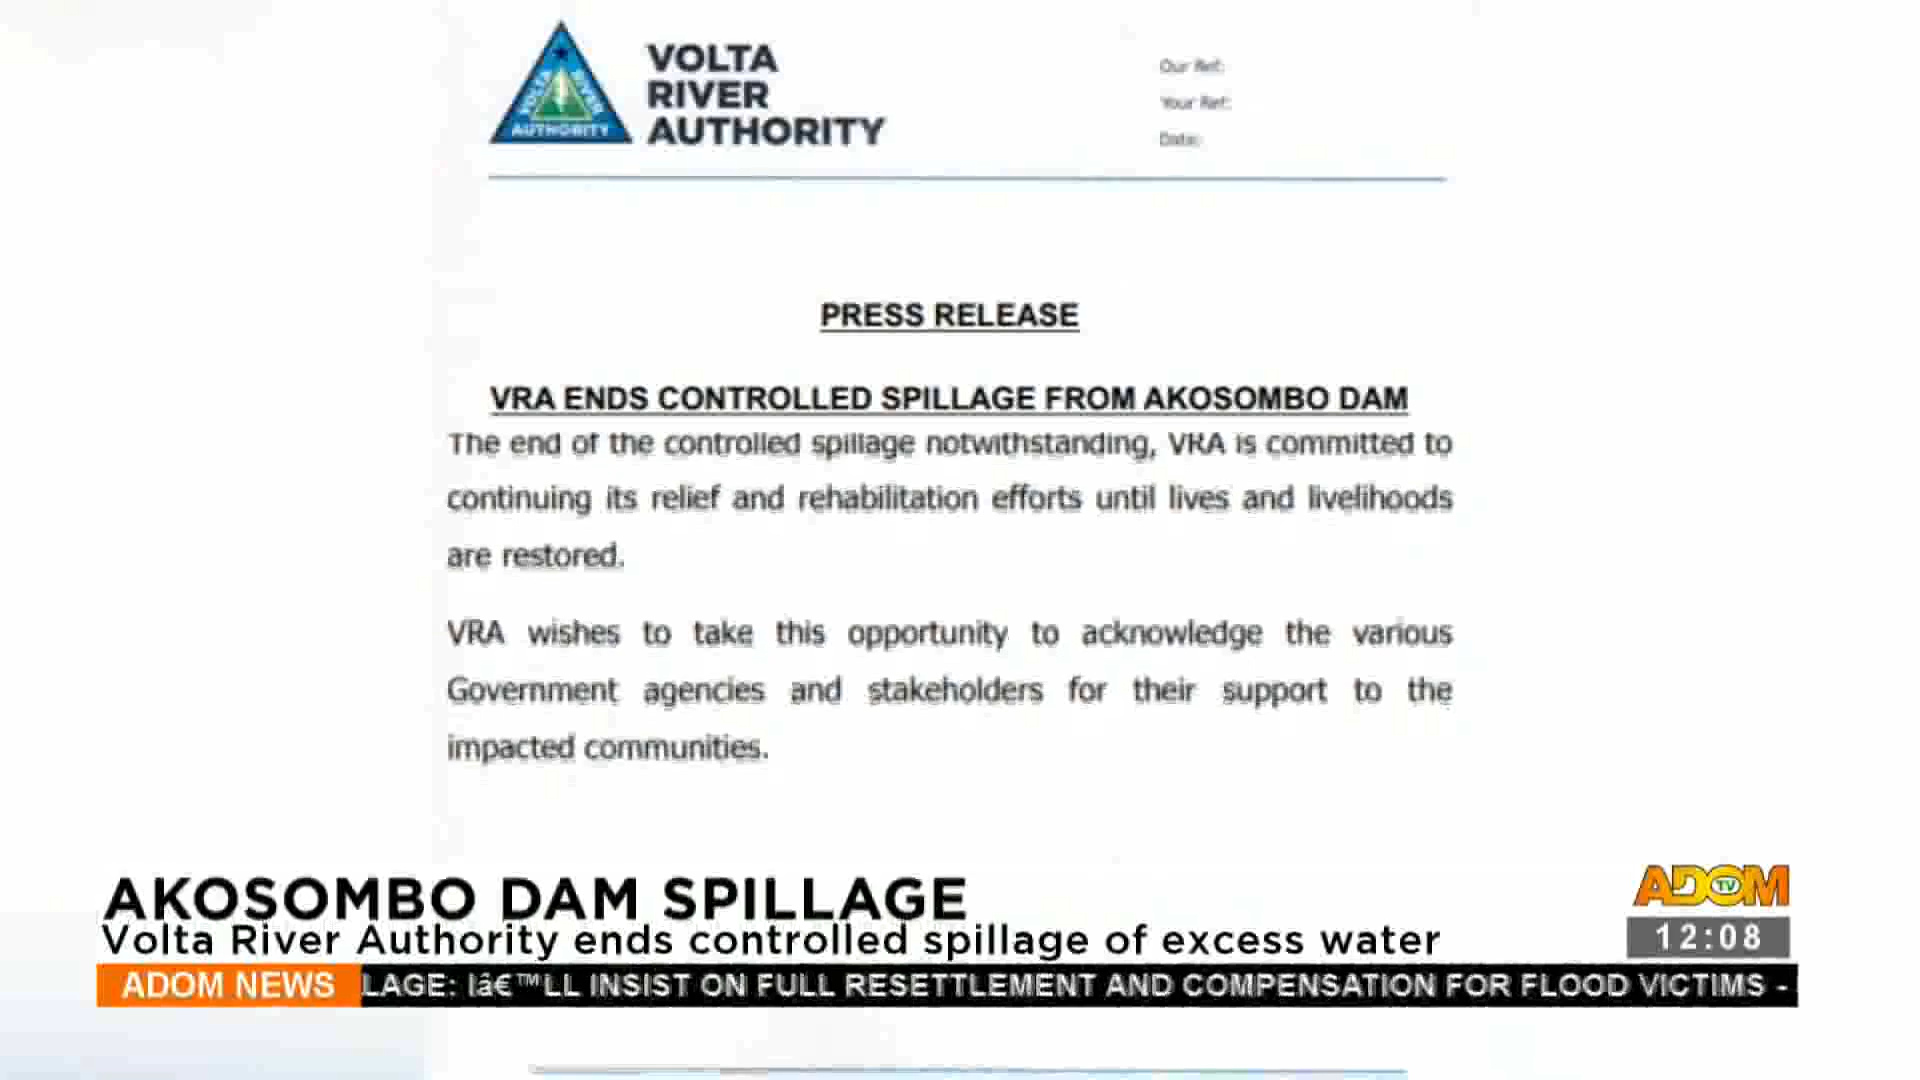 VOLTA RIVER
AUTHORITY
VOLTA
RIVER
AUTHORITY
Our Ref:
Your Ref:
Date:
PRESS RELEASE
VRA ENDS CONTROLLED SPILLAGE FROM AKOSOMBO DAM
The end of the controlled spillage notwithstanding, VRA is committed to
continuing its relief and rehabilitation efforts until lives and livelihoods
are restored.
VRA wishes to take this opportunity to acknowledge the various
Government agencies and stakeholders for their support to the
impacted communities.
AKOSOMBO DAM SPILLAGE
Volta River Authority ends controlled spillage of excess water
ADOM TV
12:08
ADOM NEWS LAGE: Iâ€™LL INSIST ON FULL RESETTLEMENT AND COMPENSATION FOR FLOOD VICTIMS -